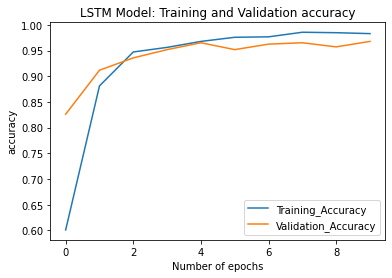 LSTM Model: Training and Validation accuracy
1.00
0.95
0.90
0.85
0.80
0.75
0.70
0.65
0.60
accuracy
Training_Accuracy
Validation_Accuracy
0 2 4 6 8
Number of epochs